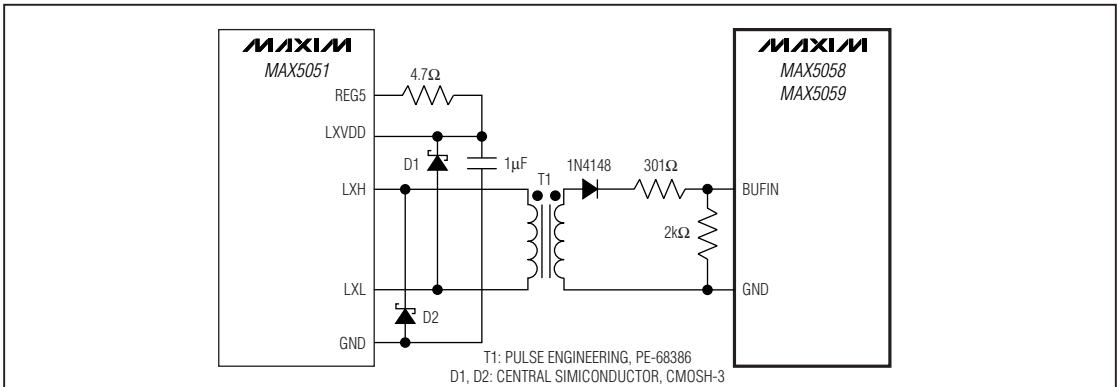 MAXIM
MAX5051
MAXIM
MAX5058
MAX5059
4.7Ω
REG5
LXVDD
D1
1µF
1N4148
301Ω
T1
LXH
BUFIN
2kΩ
LXL
GND
D2
GND
T1: PULSE ENGINEERING, PE-68386
D1, D2: CENTRAL SIMICONDUCTOR, CMOSH-3